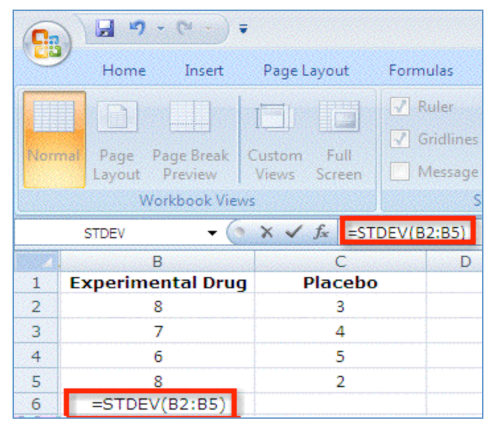 Home Insert Page Layout Formulas
Normal Page Layout Page Break Preview Custom Views Full Screen
Ruler
Gridlines
Message
Workbook Views S
STDEV fx =STDEV(B2:B5)
B C D
1 Experimental Drug Placebo
2 8 3
3 7 4
4 6 5
5 8 2
6 =STDEV(B2:B5)